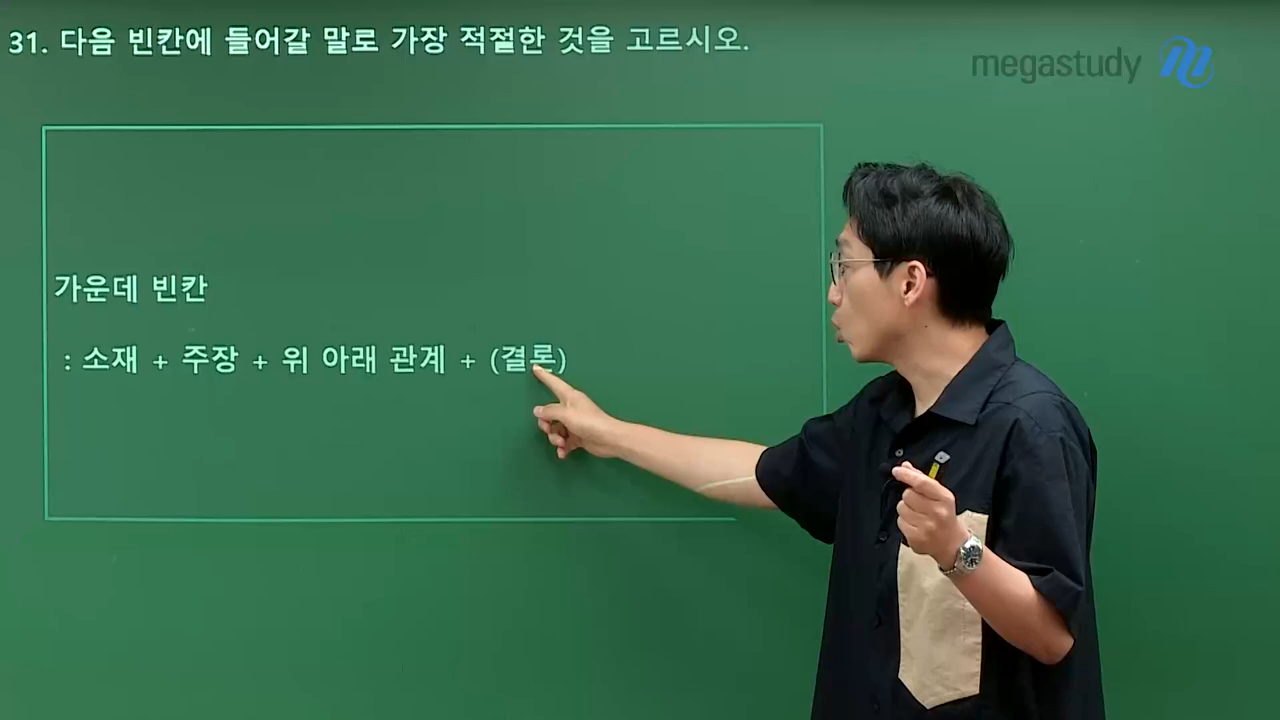 31. 다음 빈칸에 들어갈 말로 가장 적절한 것을 고르시오.
megastudy
가운데 빈칸
: 소재 + 주장 + 위 아래 관계 + (결론)